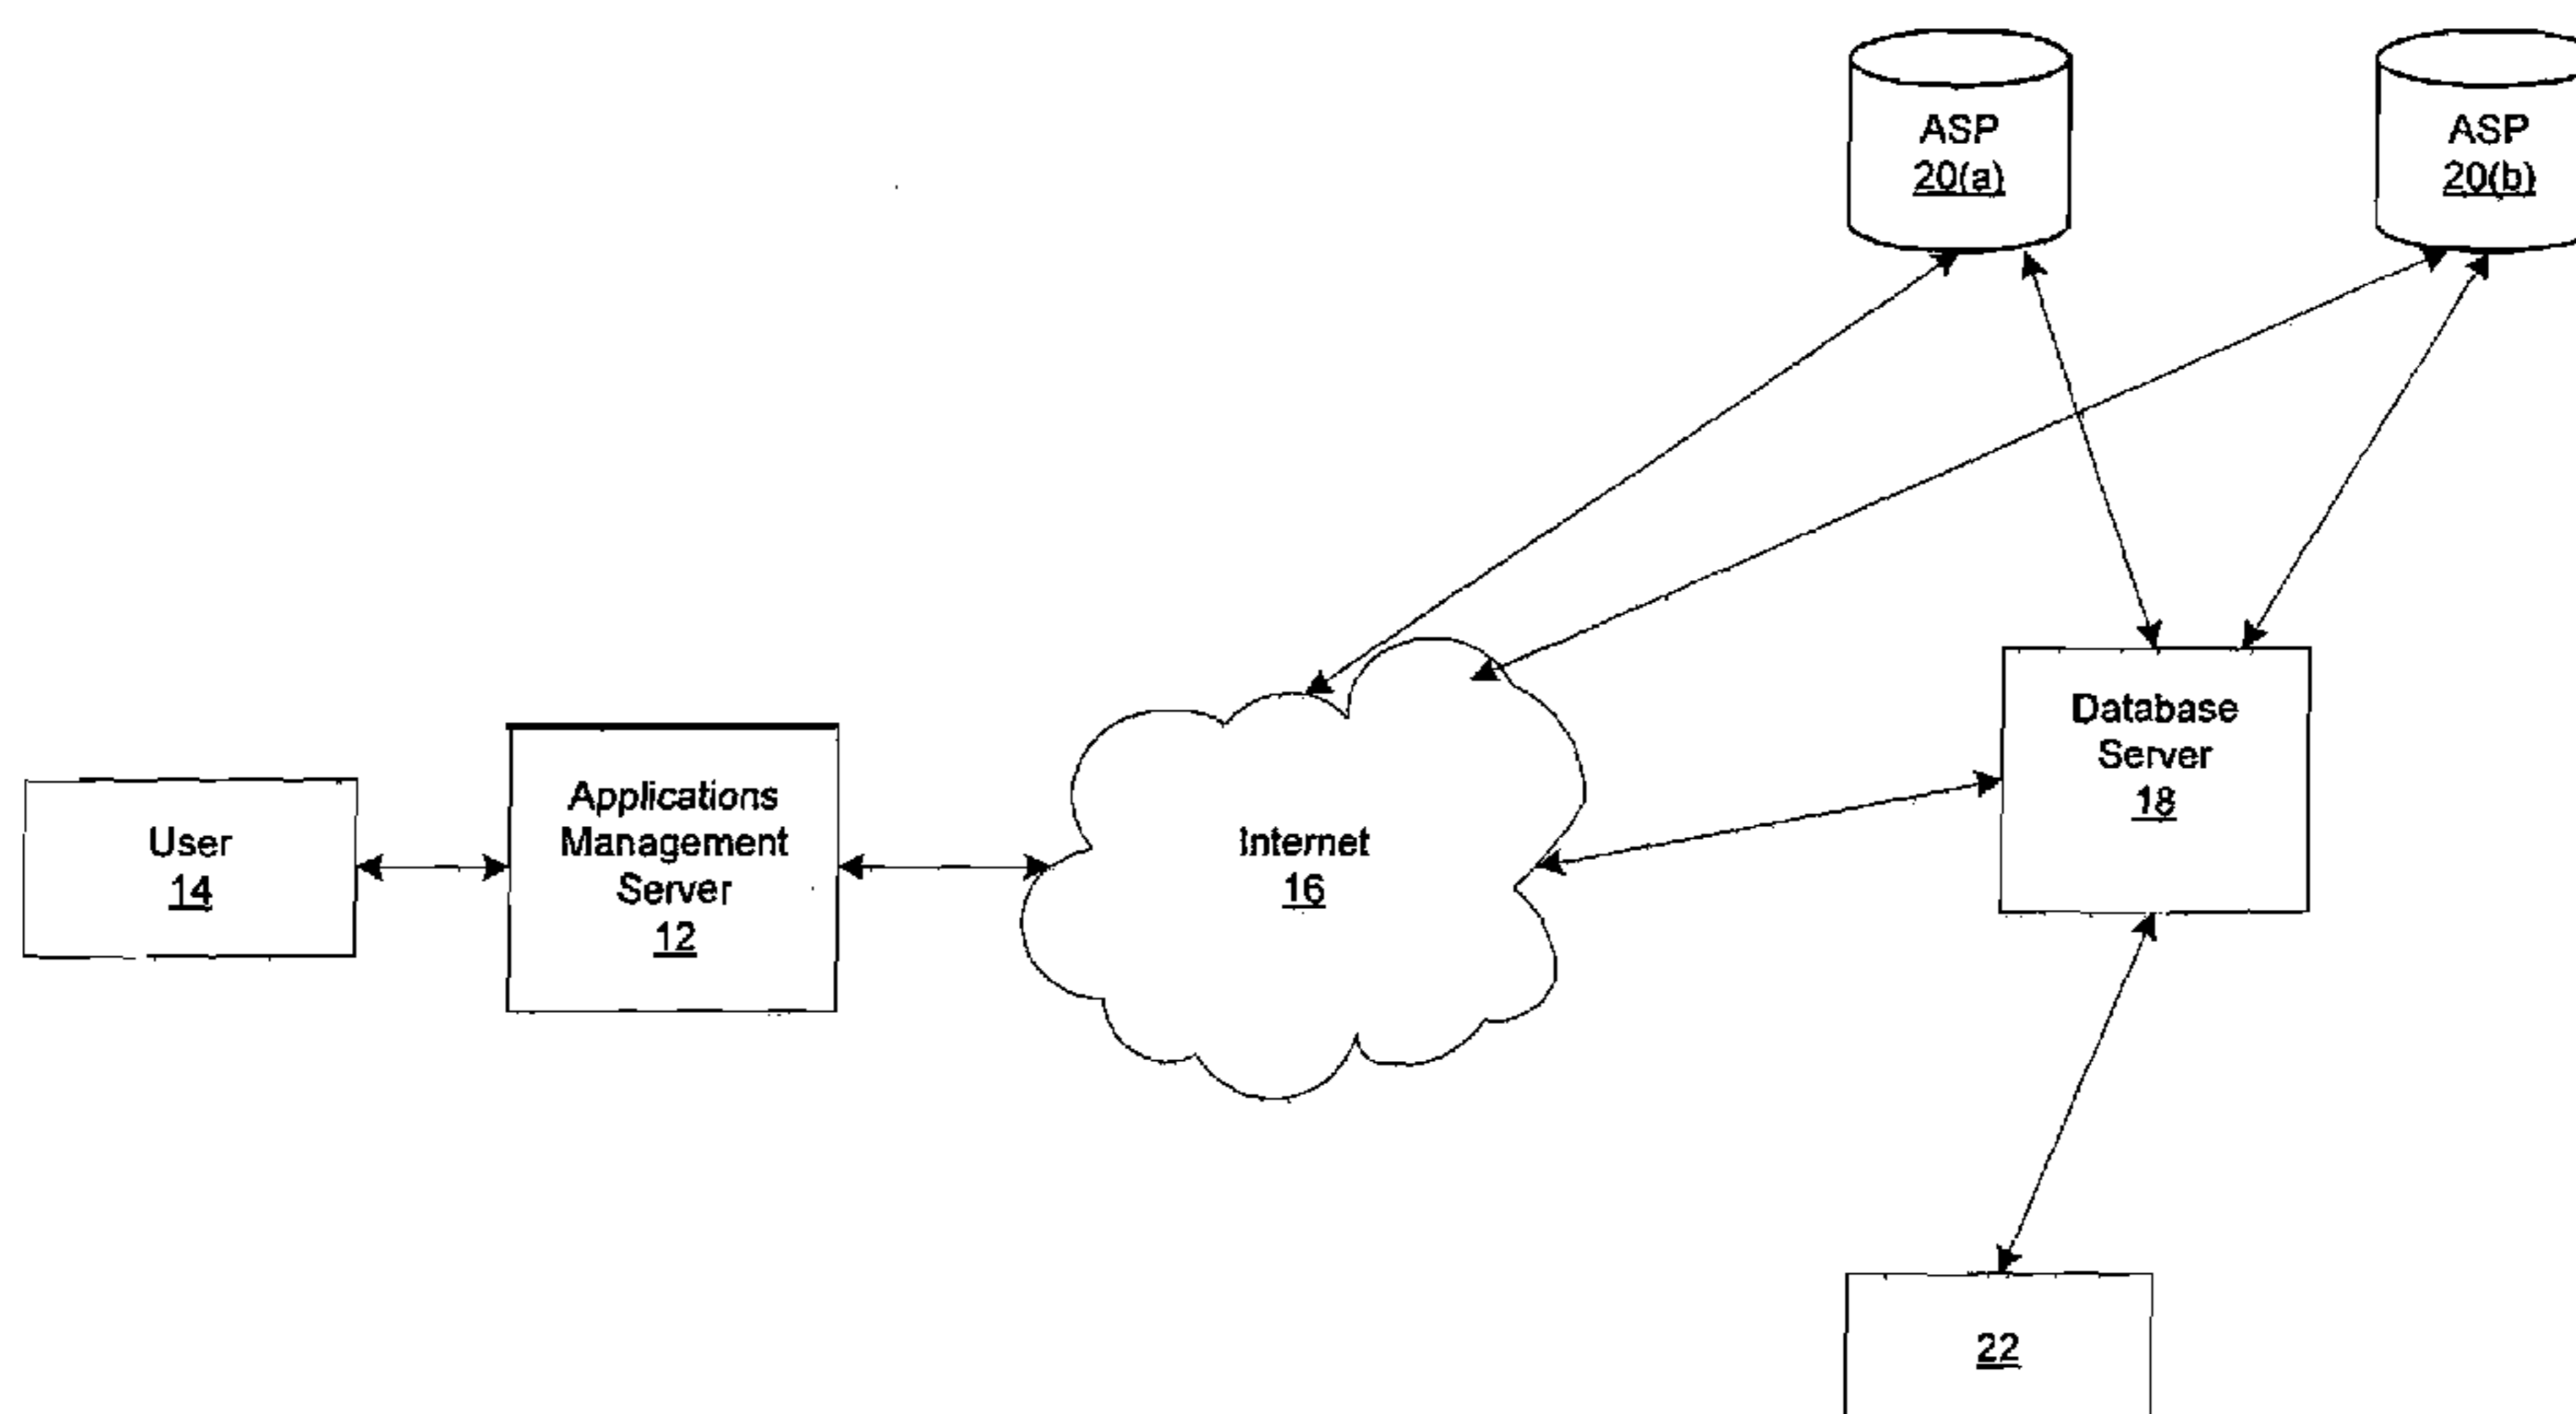 ASP
20(a)
ASP
20(b)
Database
Server
18
User
14
Applications
Management
Server
12
Internet
16
22